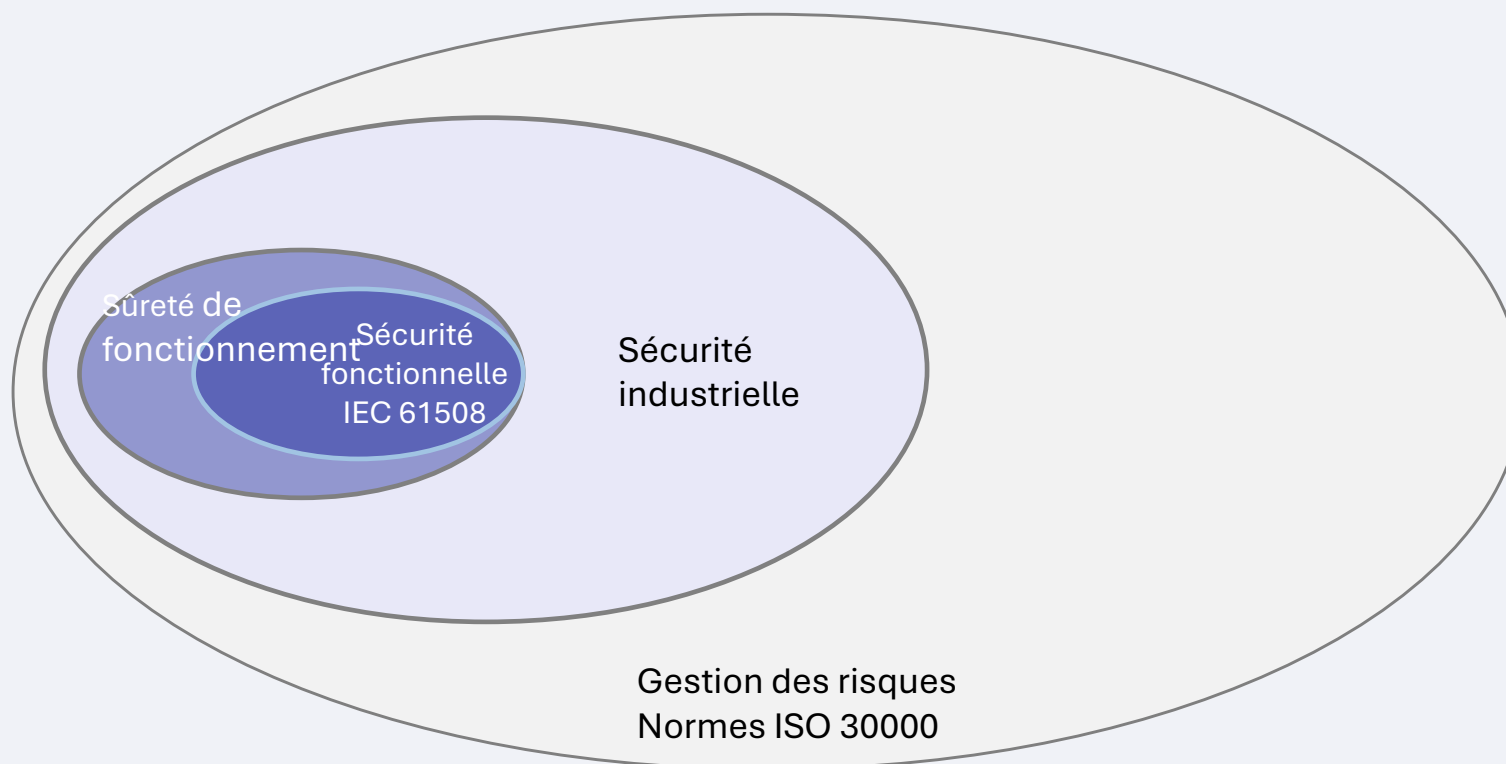 Sûreté de
fonctionnement
Sécurité
fonctionnelle
IEC 61508
Sécurité
industrielle
Gestion des risques
Normes ISO 30000